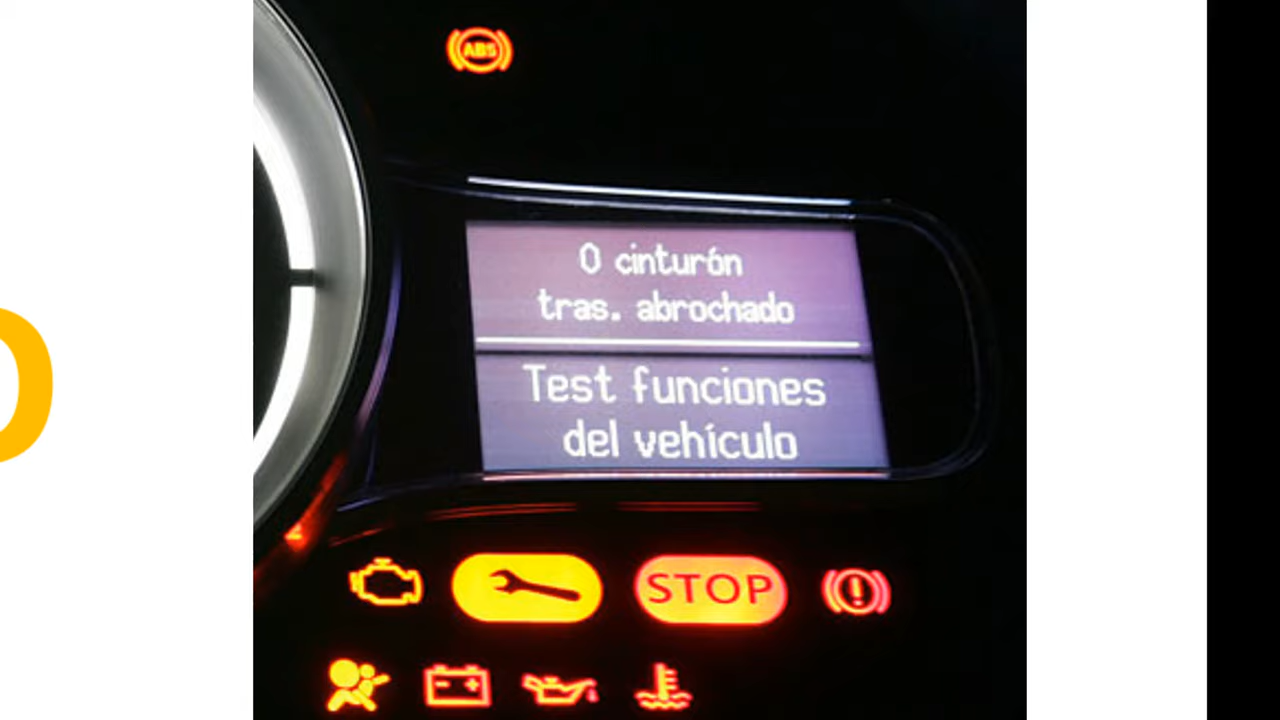 ABS
0 cinturón
tras. abrochado
Test funciones
del vehículo
STOP